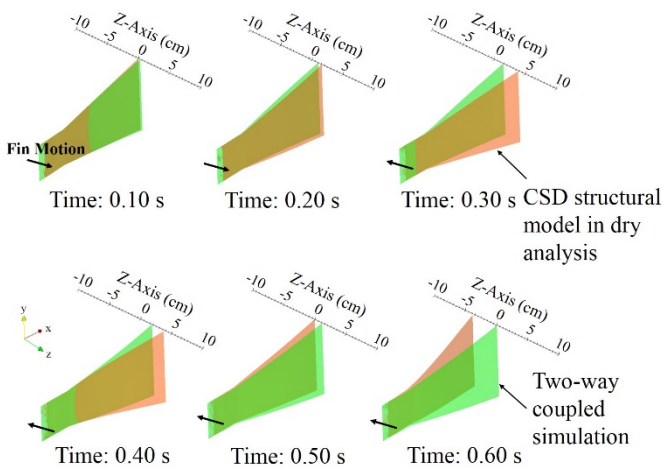 Z-Axis (cm)
-10 -5 0 5 10
Z-Axis (cm)
-10 -5 0 5 10
Z-Axis (cm)
-10 -5 0 5 10
Fin Motion
Time: 0.10 s
Time: 0.20 s
Time: 0.30 s
CSD structural
model in dry
analysis
Z-Axis (cm)
-10 -5 0 5 10
Z-Axis (cm)
-10 -5 0 5 10
Z-Axis (cm)
-10 -5 0 5 10
y
x
z
Two-way
coupled
simulation
Time: 0.40 s
Time: 0.50 s
Time: 0.60 s